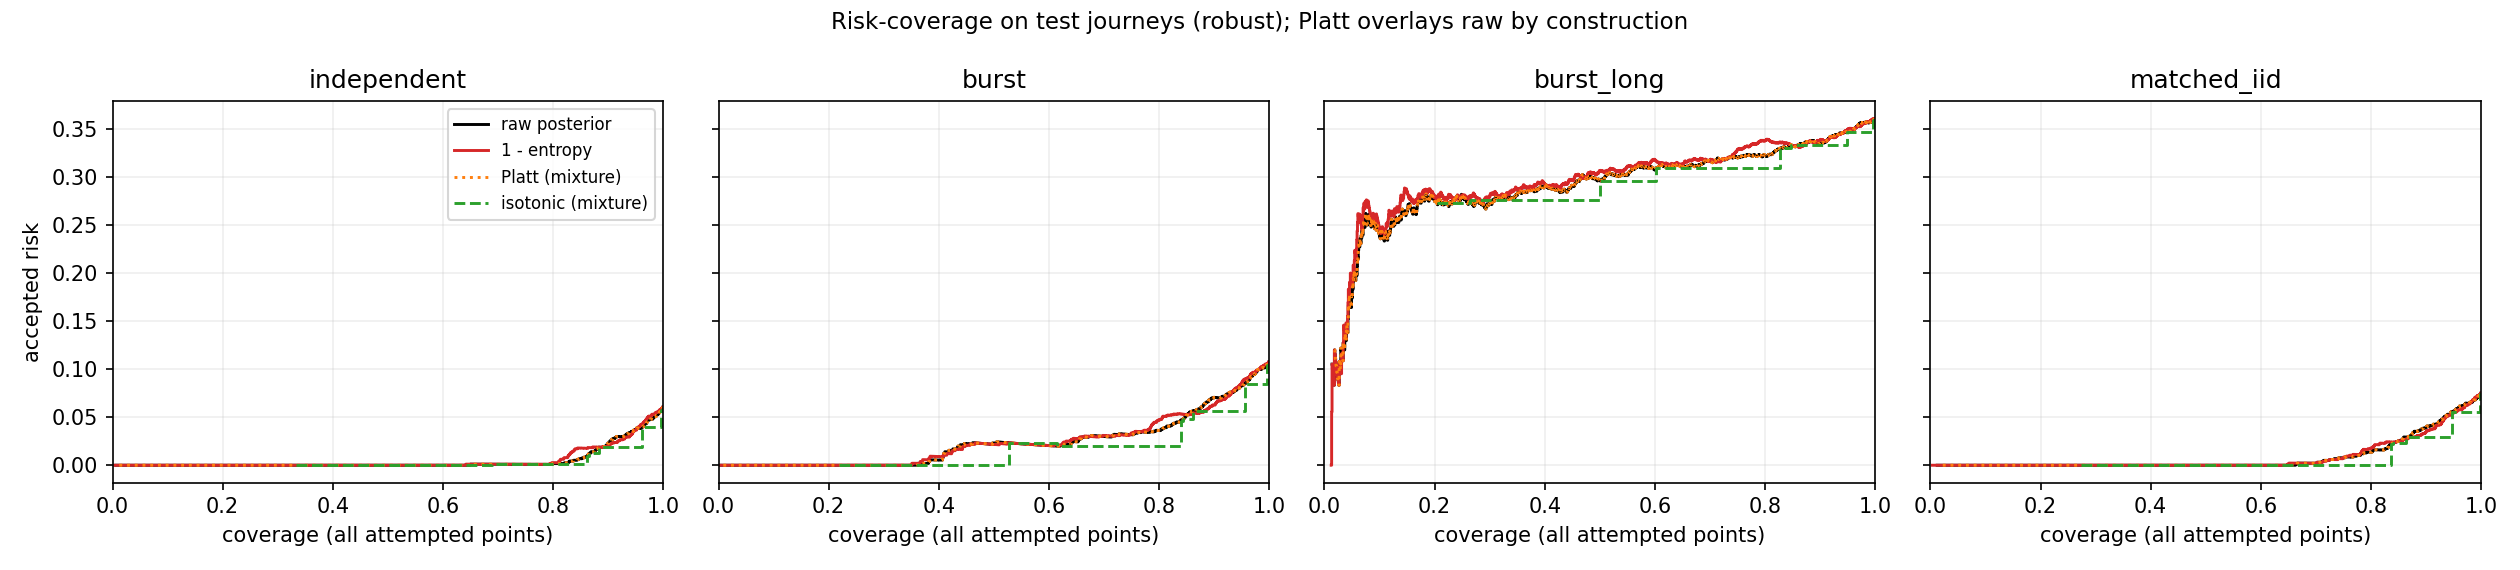 Risk-coverage on test journeys (robust); Platt overlays raw by construction
independent
burst
burst_long
matched_iid
raw posterior
1 - entropy
Platt (mixture)
isotonic (mixture)
accepted risk
0.35
0.30
0.25
0.20
0.15
0.10
0.05
0.00
0.0 0.2 0.4 0.6 0.8 1.0
0.0 0.2 0.4 0.6 0.8 1.0
0.0 0.2 0.4 0.6 0.8 1.0
0.0 0.2 0.4 0.6 0.8 1.0
coverage (all attempted points)
coverage (all attempted points)
coverage (all attempted points)
coverage (all attempted points)